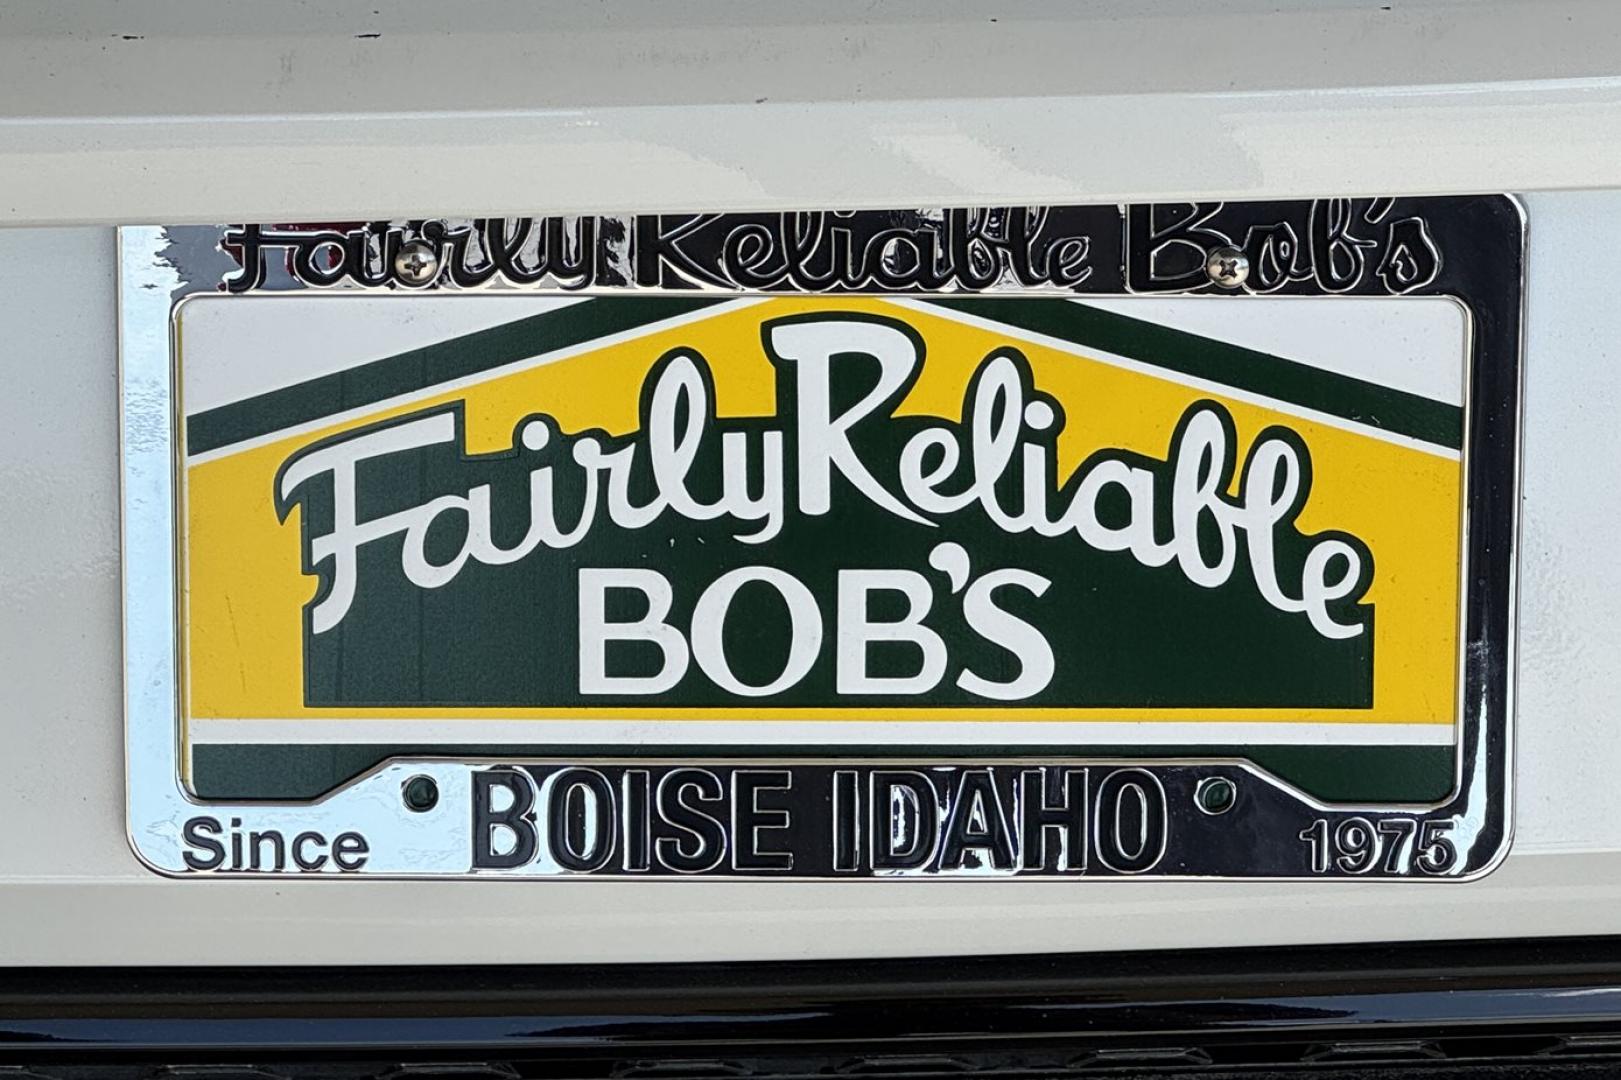 Fairly Reliable Bob's
Fairly Reliable
BOB'S
BOISE IDAHO
Since 1975